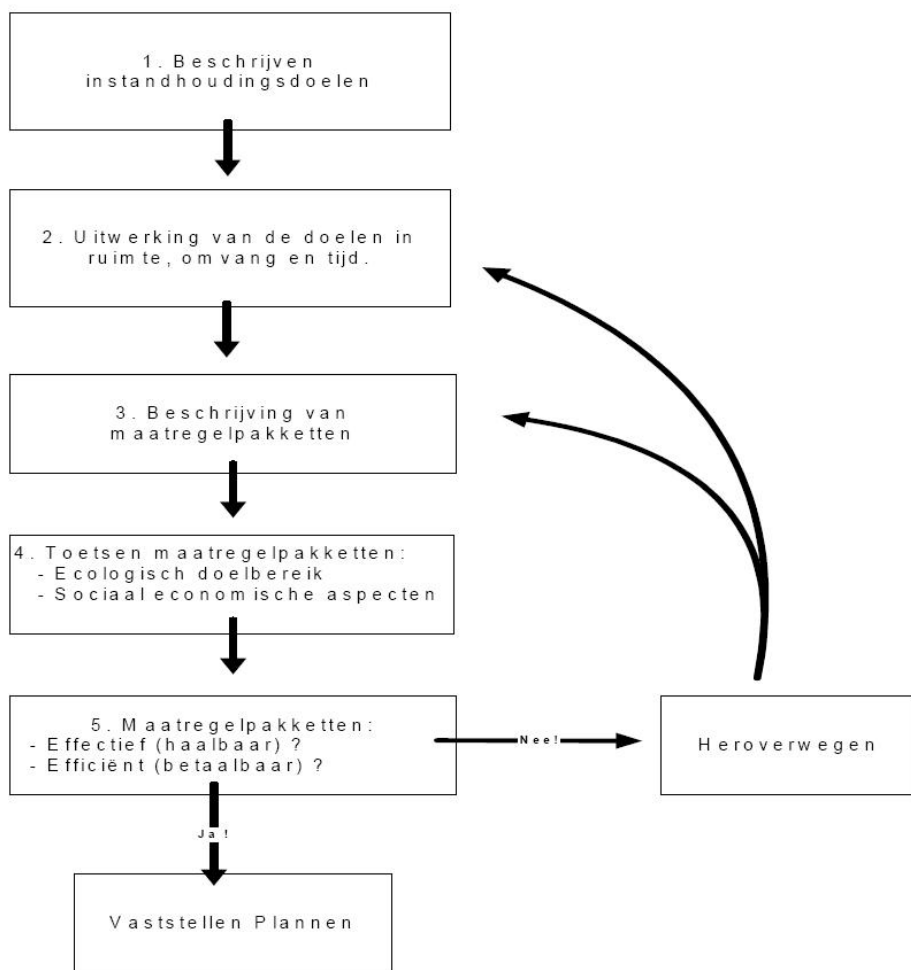 1. Beschrijven
instandhoudingsdoelen
2. Uitwerking van de doelen in
ruimte, omvang en tijd.
3. Beschrijving van
maatregelpakketten
4. Toetsen maatregelpakketten:
- Ecologisch doelbereik
- Sociaal economische aspecten
5. Maatregelpakketten:
- Effectief (haalbaar) ?
- Efficiënt (betaalbaar) ?
Nee!
Heroverwegen
Ja!
Vaststellen Plannen